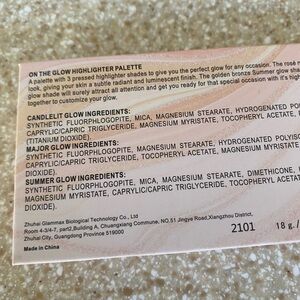 ON THE GLOW HIGHLIGHTER PALETTE
A palette with 3 pressed highlighter shades to give you the perfect glow for any occasion. The rose
look, giving your skin a subtle radiant and luminescent finish. The golden bronze Summer glow
glow shade will surely attract all attention and get you ready for that special occasion with it's
together to customize your glow.
CANDLELIT GLOW INGREDIENTS:
SYNTHETIC FLUORPHLOGOPITE, MICA, MAGNESIUM STEARATE, HYDROGENATED
CAPRYLIC/CAPRIC TRIGLYCERIDE, MAGNESIUM MYRISTATE, TOCOPHERYL ACETATE,
(TITANIUM DIOXIDE).
MAJOR GLOW INGREDIENTS:
SYNTHETIC FLUORPHLOGOPITE, MAGNESIUM STEARATE, HYDROGENATED
CAPRYLIC/CAPRIC TRIGLYCERIDE, TOCOPHERYL ACETATE, MAGNESIUM
DIOXIDE).
SUMMER GLOW INGREDIENTS:
SYNTHETIC FLUORPHLOGOPITE, MAGNESIUM STEARATE, DIMETHICONE,
MAGNESIUM MYRISTATE, CAPRYLIC/CAPRIC TRIGLYCERIDE, TOCOPHERYL
DIOXIDE).
Zhuhai Glammax Biological Technology Co., Ltd
Room 4-3/4-7, part2,Building A, Chuangxiang Commune, NO.51 Jingye Road,Xiangzhou District,
Zhuhai City, Guangdong Province 519000
Made in China
2101
18 g. /